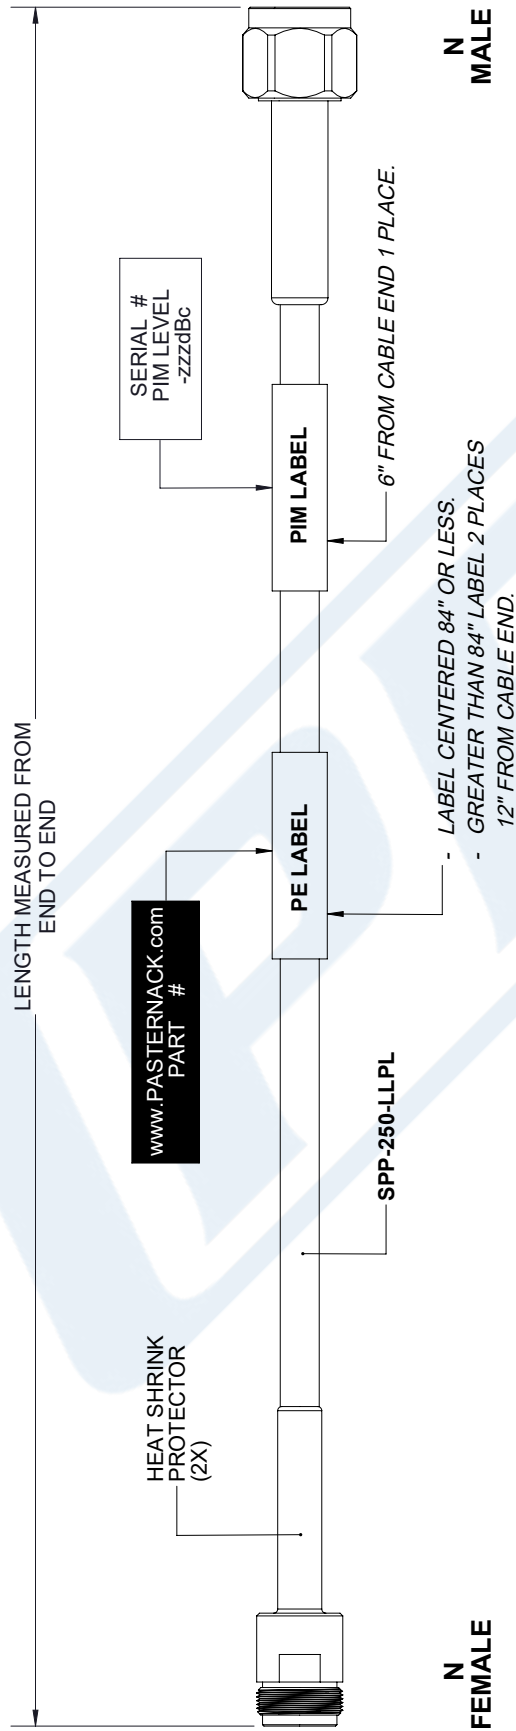 LENGTH MEASURED FROM
END TO END
HEAT SHRINK
PROTECTOR
(2X)
www.PASTERNACK.com
PART #
SERIAL #
PIM LEVEL
-zzzdBc
PE LABEL
PIM LABEL
SPP-250-LLPL
6" FROM CABLE END 1 PLACE.
- LABEL CENTERED 84" OR LESS.
- GREATER THAN 84" LABEL 2 PLACES
12" FROM CABLE END.
N
FEMALE
N
MALE